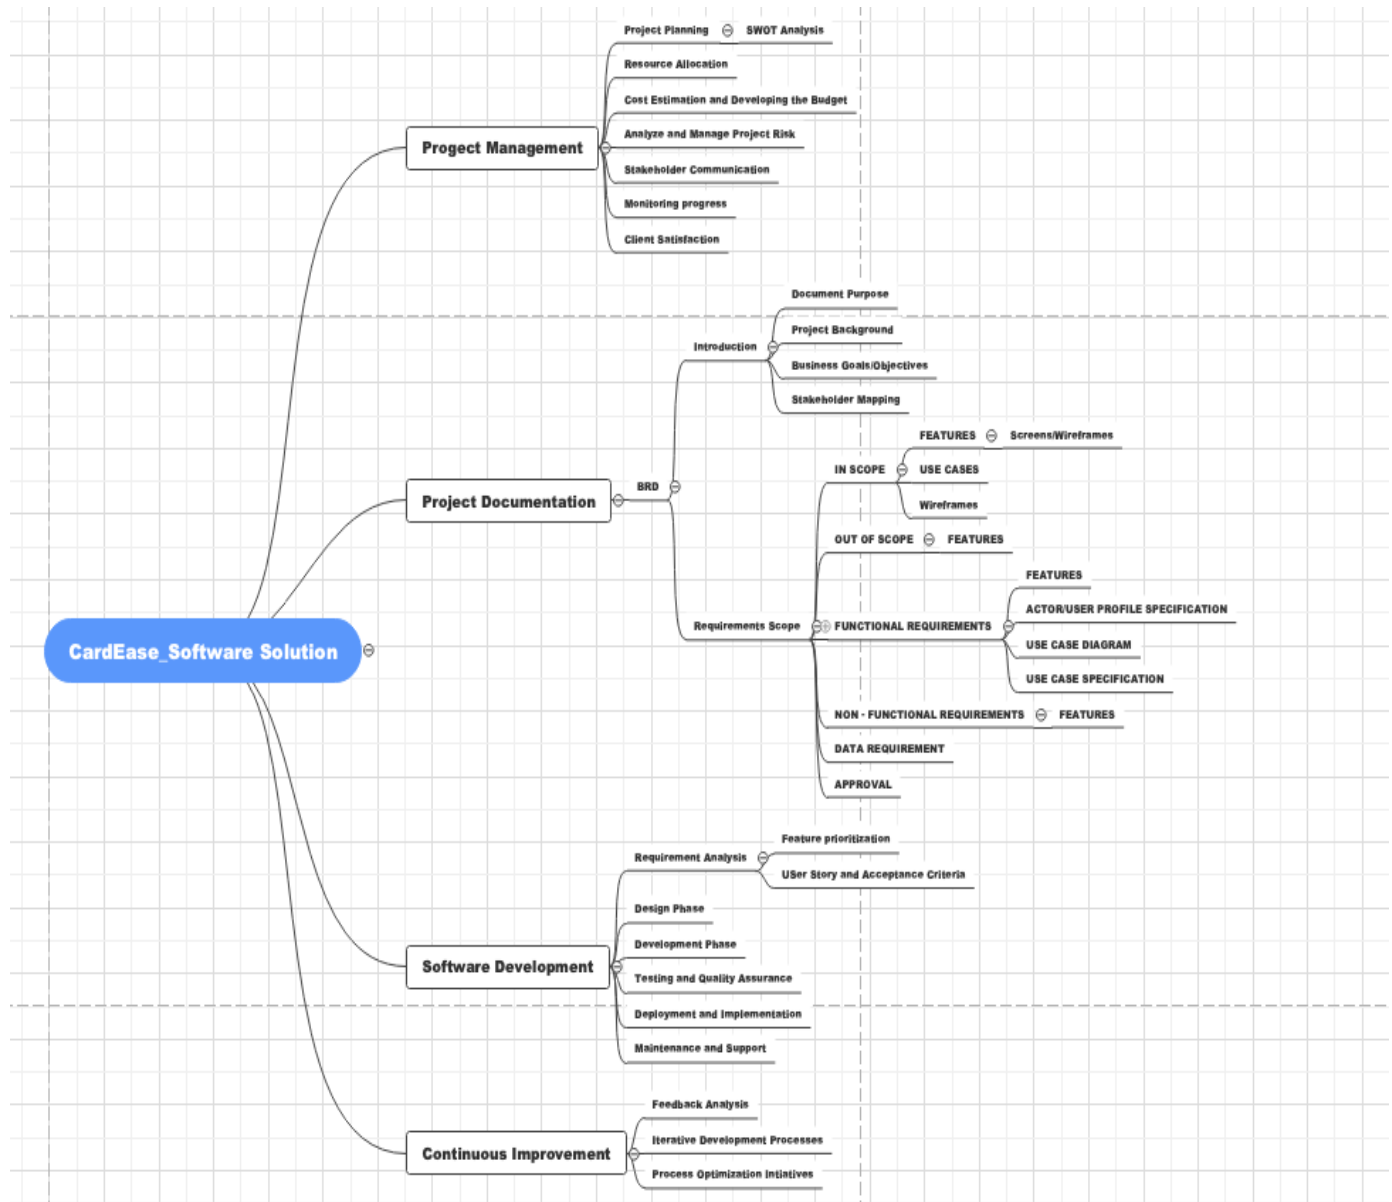 Project Planning
SWOT Analysis
Resource Allocation
Cost Estimation and Developing the Budget
Analyze and Manage Project Risk
Progect Management
Stakeholder Communication
Monitoring progress
Client Satisfaction
Document Purpose
Project Background
Introduction
Business Goals/Objectives
Stakeholder Mapping
FEATURES
Screens/Wireframes
IN SCOPE
USE CASES
BRD
Project Documentation
Wireframes
OUT OF SCOPE
FEATURES
FEATURES
ACTOR/USER PROFILE SPECIFICATION
Requirements Scope
FUNCTIONAL REQUIREMENTS
USE CASE DIAGRAM
CardEase_Software Solution
USE CASE SPECIFICATION
NON - FUNCTIONAL REQUIREMENTS
FEATURES
DATA REQUIREMENT
APPROVAL
Feature prioritization
Requirement Analysis
USer Story and Acceptance Criteria
Design Phase
Development Phase
Software Development
Testing and Quality Assurance
Deployment and Implementation
Maintenance and Support
Feedback Analysis
Iterative Development Processes
Continuous Improvement
Process Optimization Intiatives